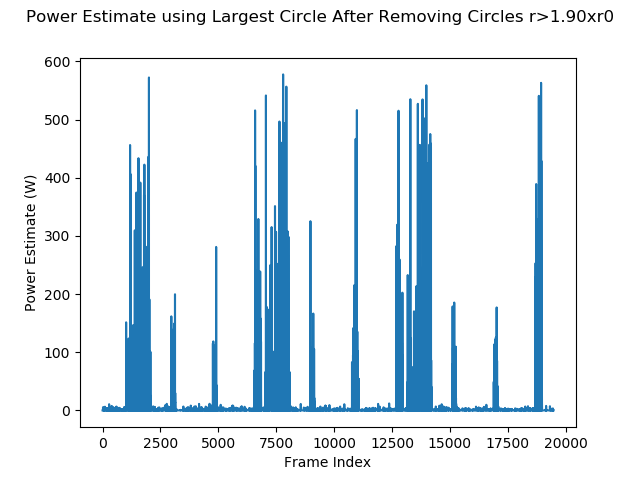 Power Estimate using Largest Circle After Removing Circles r>1.90xr0
600
500
400
300
200
100
0
Power Estimate (W)
0 2500 5000 7500 10000 12500 15000 17500 20000
Frame Index